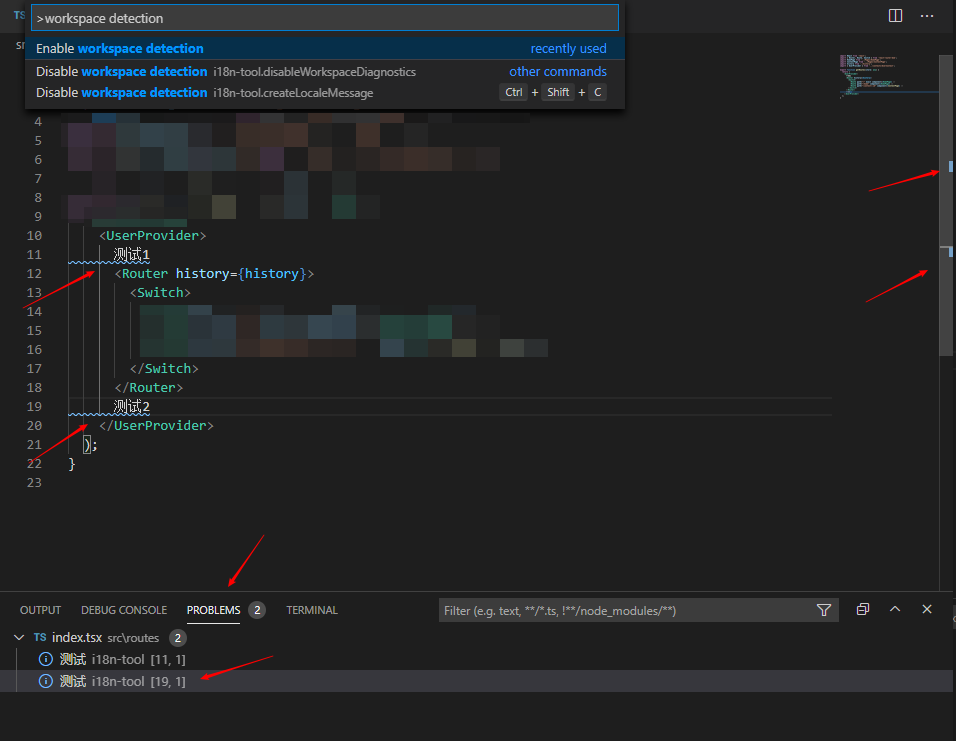 TS
>workspace detection
Enable workspace detection recently used
Disable workspace detection i18n-tool.disableWorkspaceDiagnostics other commands
Disable workspace detection i18n-tool.createLocaleMessage Ctrl + Shift + C
4
5
6
7
8
9
10 <UserProvider>
11 测试1
12 <Router history={history}>
13 <Switch>
14
15
16
17 </Switch>
18 </Router>
19 测试2
20 </UserProvider>
21 );
22 }
23
OUTPUT DEBUG CONSOLE PROBLEMS 2 TERMINAL Filter (e.g. text, **/*.ts, !**/node_modules/**)
TS index.tsx src\routes 2
测试 i18n-tool [11, 1]
测试 i18n-tool [19, 1]